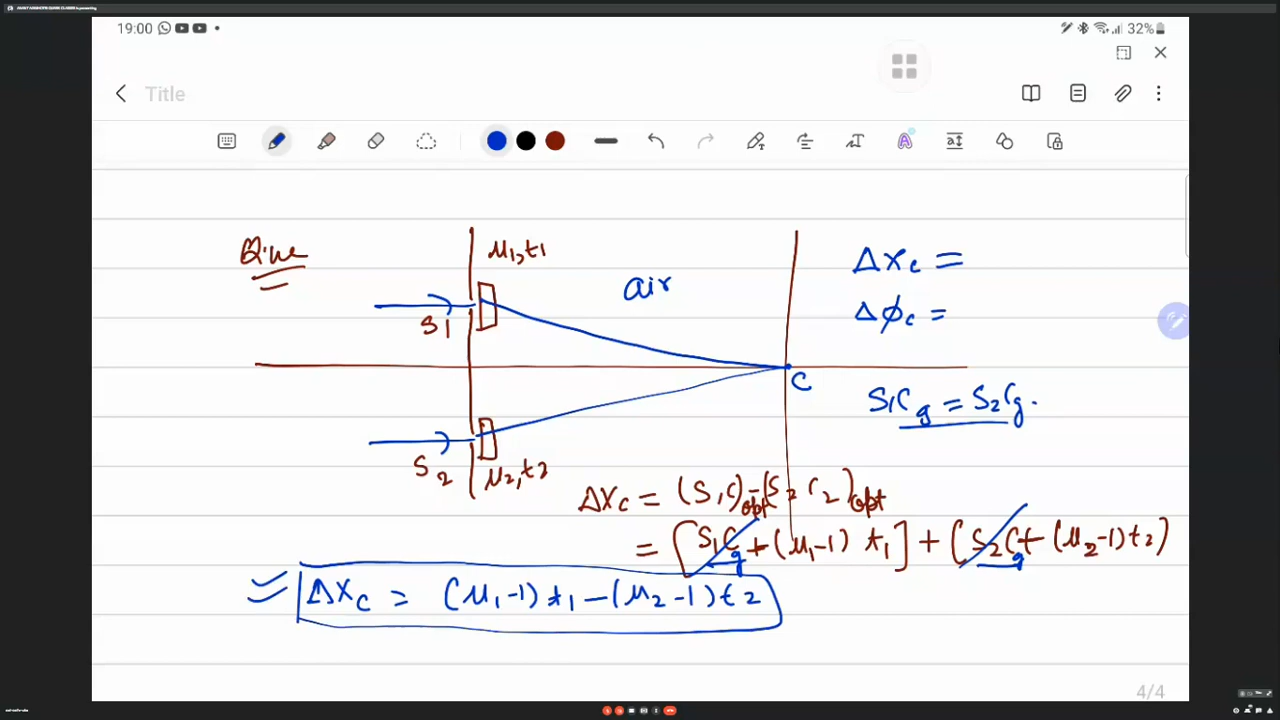 19:00
32%
Title
μ1,t1
air
Δxc =
S1
Δφc =
C
S1Cg = S2Cg.
S2
μ2,t2
Δxc = (S1C)opt-(S2C2)opt
= [S1Cg+(μ1-1) t1] + (S2Cg+(μ2-1)t2)
Δxc = (μ1-1) t1-(μ2-1)t2
4/4